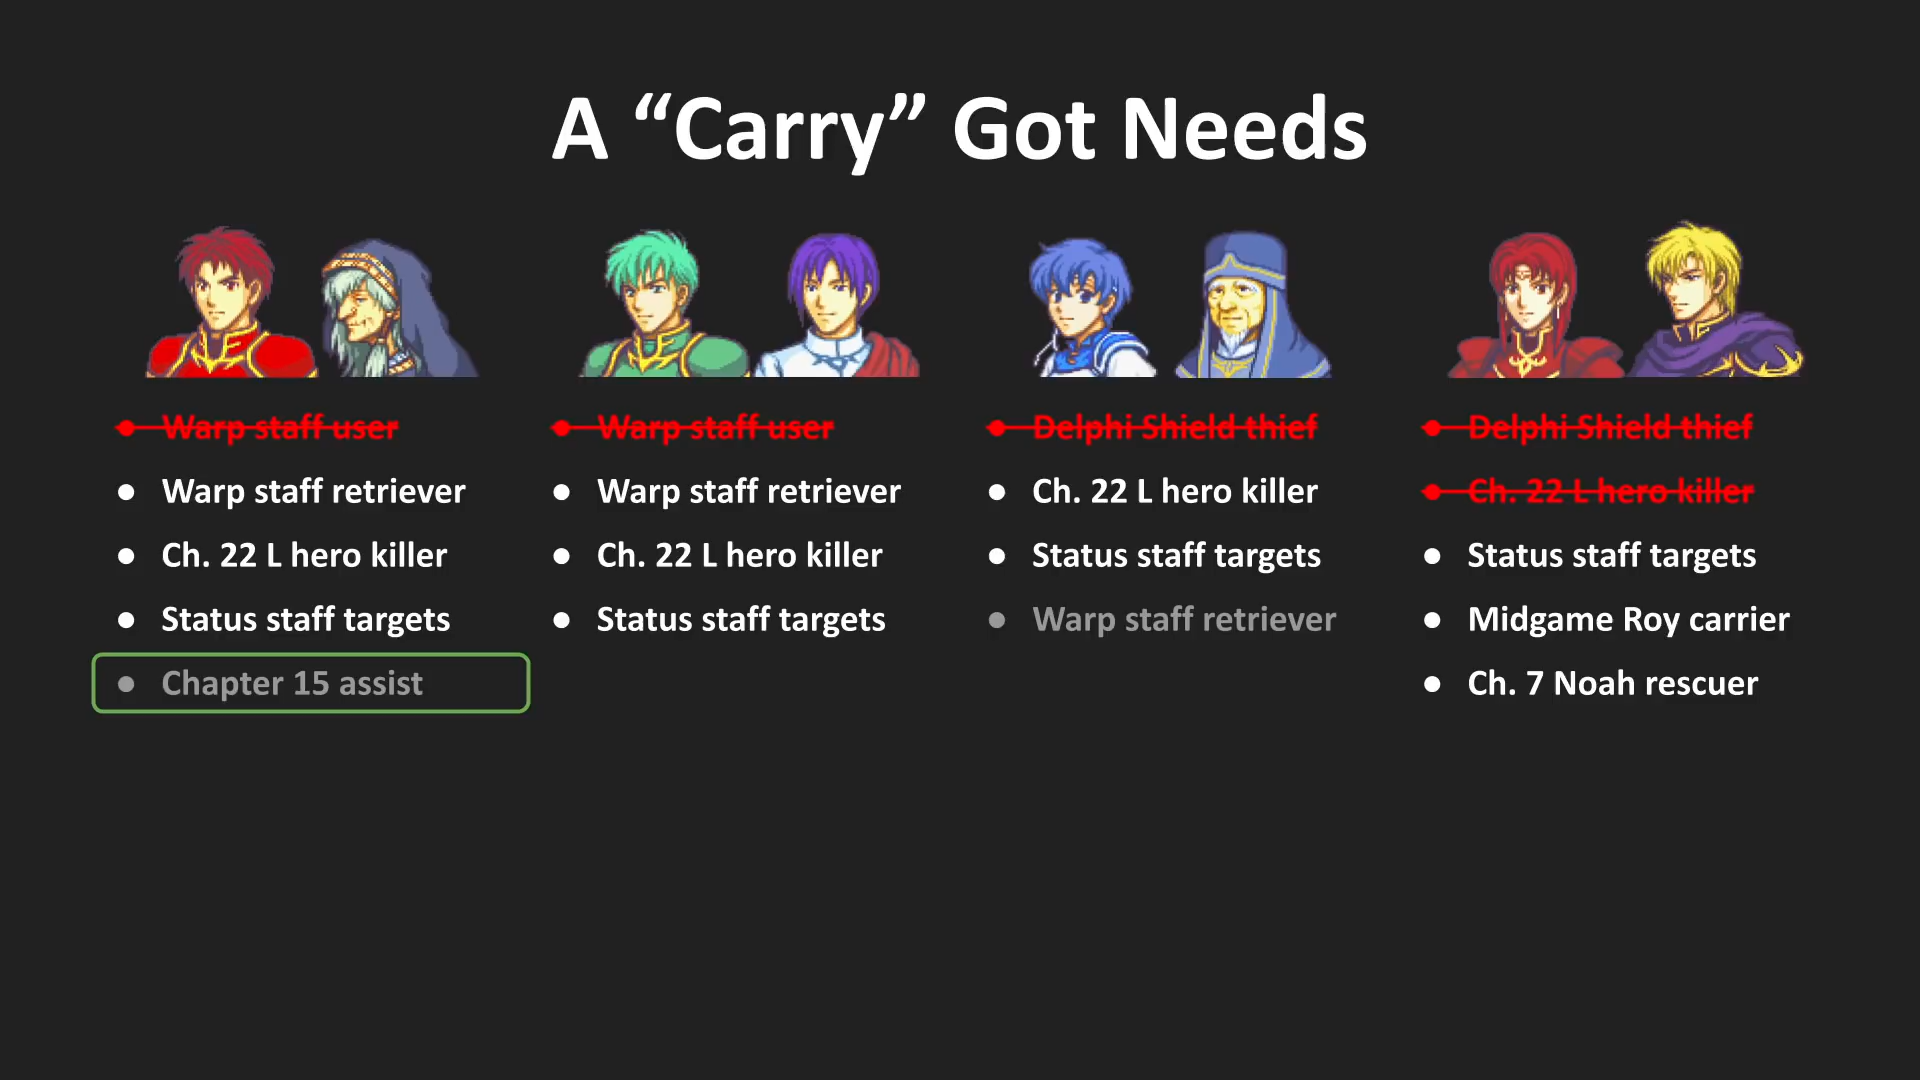 A “Carry” Got Needs
● Warp staff user
● Warp staff retriever
● Ch. 22 L hero killer
● Status staff targets
● Chapter 15 assist
● Warp staff user
● Warp staff retriever
● Ch. 22 L hero killer
● Status staff targets
● Delphi Shield thief
● Ch. 22 L hero killer
● Status staff targets
● Warp staff retriever
● Delphi Shield thief
● Ch. 22 L hero killer
● Status staff targets
● Midgame Roy carrier
● Ch. 7 Noah rescuer